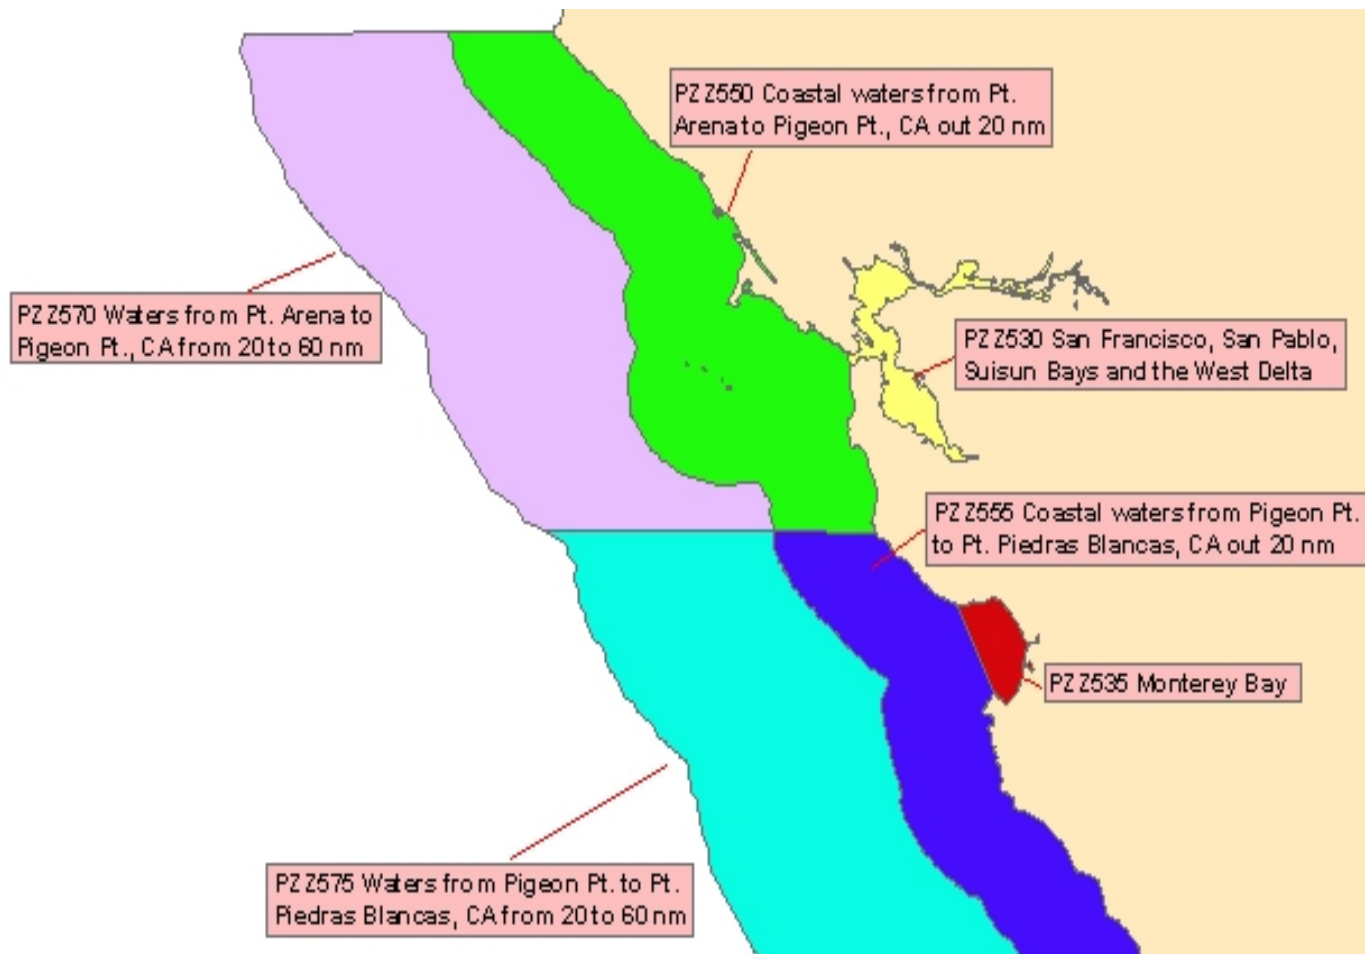 PZZ550 Coastal waters from Pt.
Arena to Pigeon Pt., CA out 20 nm
PZZ570 Waters from Pt. Arena to
Pigeon Pt., CA from 20 to 60 nm
PZZ530 San Francisco, San Pablo,
Suisun Bays and the West Delta
PZZ555 Coastal waters from Pigeon Pt.
to Pt. Piedras Blancas, CA out 20 nm
PZZ535 Monterey Bay
PZZ575 Waters from Pigeon Pt. to Pt.
Piedras Blancas, CA from 20 to 60 nm